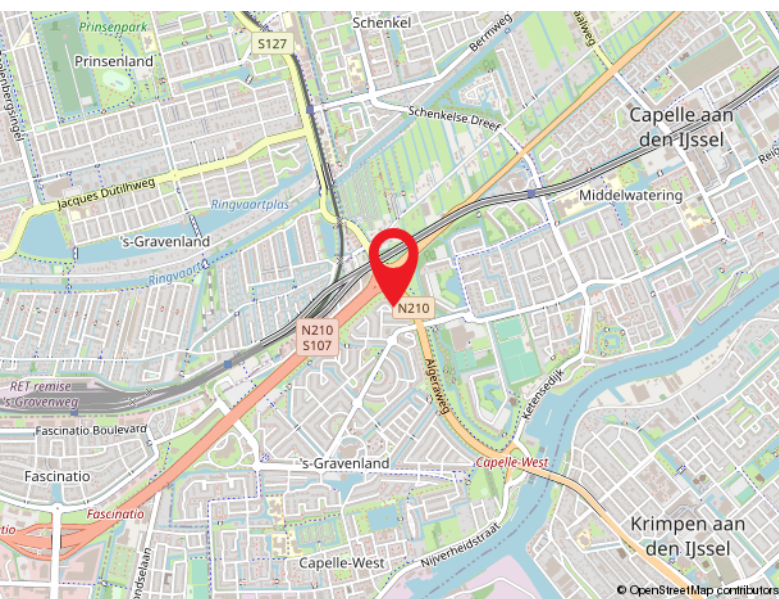 Schenkel
Prinsenpark
S127
Bermweg
Prinsenland
Schenkelse Dreef
Capelle aan
den IJssel
Jacques Dutilhweg
Middelwatering
Ringvaartplas
's-Gravenland
Ringvaart
N210
N210
S107
Algeraweg
Ketensedijk
RET remise
's-Gravenweg
Fascinatio Boulevard
's-Gravenland
Capelle-West
Fascinatio
Fascinatio
Krimpen aan
den IJssel
Nijverheidstraat
Capelle-West
© OpenStreetMap contributors